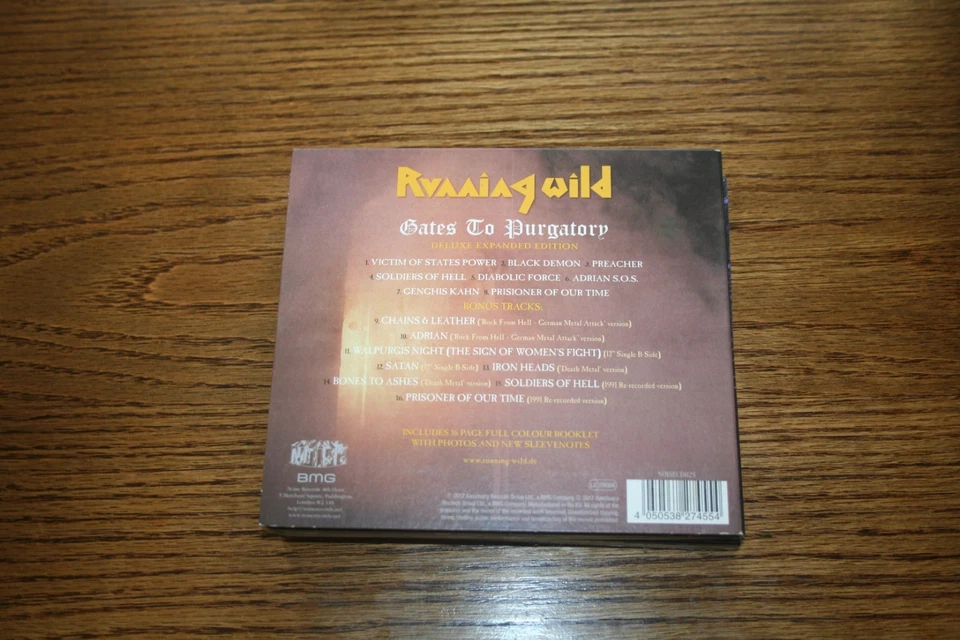 Running wild
Gates To Purgatory
DELUXE EXPANDED EDITION
1. VICTIM OF STATES POWER 2. BLACK DEMON 3. PREACHER
4. SOLDIERS OF HELL 5. DIABOLIC FORCE 6. ADRIAN S.O.S.
7. GENGHIS KAHN 8. PRISIONER OF OUR TIME
BONUS TRACKS:
9. CHAINS & LEATHER ('Rock From Hell - German Metal Attack' version)
10. ADRIAN ('Rock From Hell - German Metal Attack' version)
11. WALPURGIS NIGHT (THE SIGN OF WOMEN'S FIGHT) (12" Single B-Side)
12. SATAN (12" Single B-Side) 13. IRON HEADS ('Death Metal' version)
14. BONES TO ASHES ('Death Metal' version) 15. SOLDIERS OF HELL (1991 Re-recorded version)
16. PRISONER OF OUR TIME (1991 Re-recorded version)
INCLUDES 16 PAGE FULL COLOUR BOOKLET
WITH PHOTOS AND NEW SLEEVENOTES
www.running-wild.de
BMG
4 050538 274554